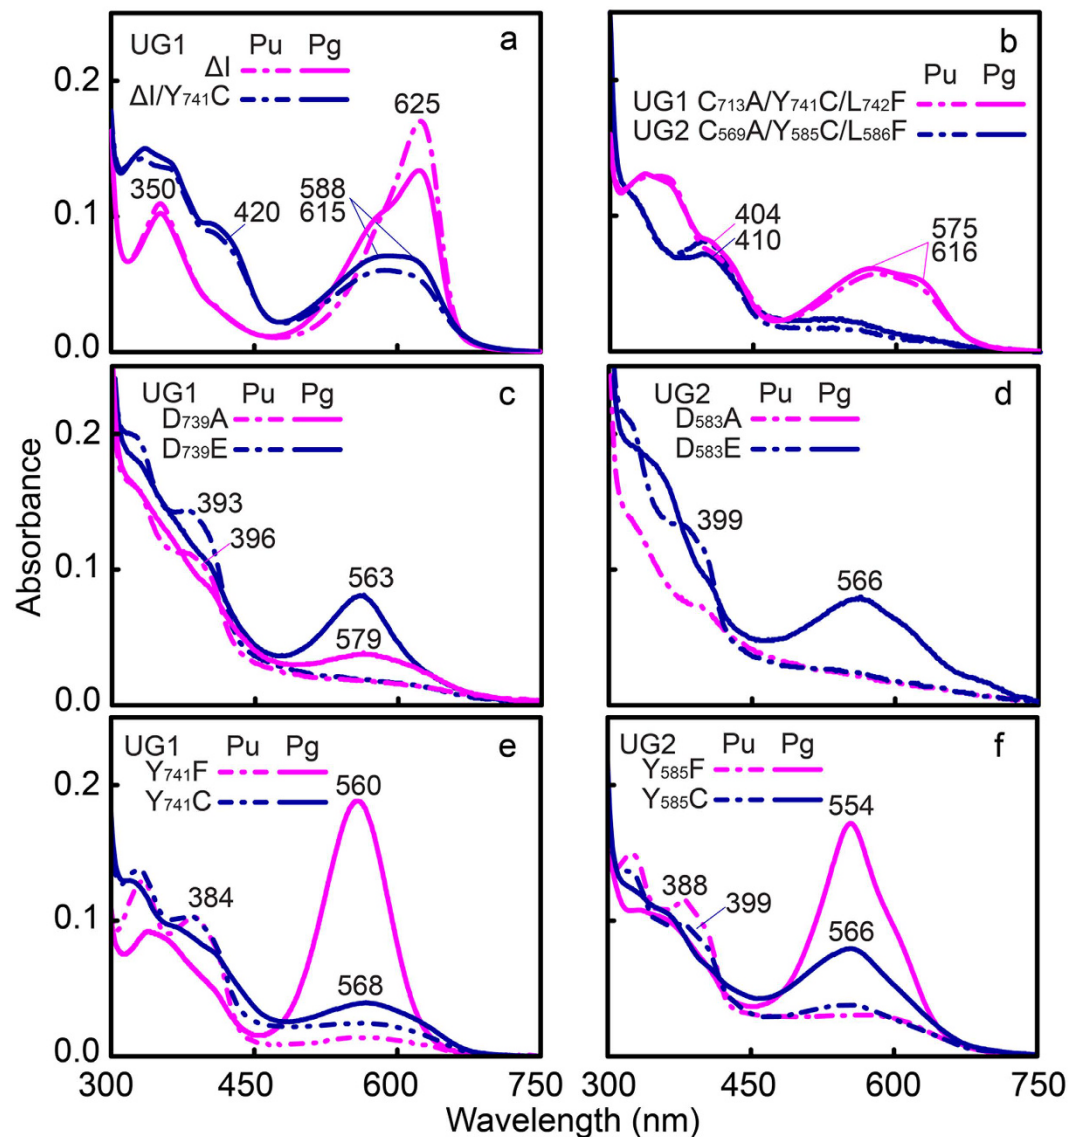 UG1 Pu Pg a
ΔI
ΔI/Y741C
625
350
420
588
615
b
Pu Pg
UG1 C713A/Y741C/L742F
UG2 C569A/Y585C/L586F
404
410
575
616
0.2
0.1
0.0
UG1 Pu Pg c
D739A
D739E
393
396
563
579
UG2 Pu Pg d
D583A
D583E
399
566
0.2
0.1
0.0
Absorbance
UG1 Pu Pg e
Y741F
Y741C
560
384
568
UG2 Pu Pg f
Y585F
Y585C
554
388
399
566
0.2
0.1
0.0
300 450 600 750 300 450 600 750
Wavelength (nm)